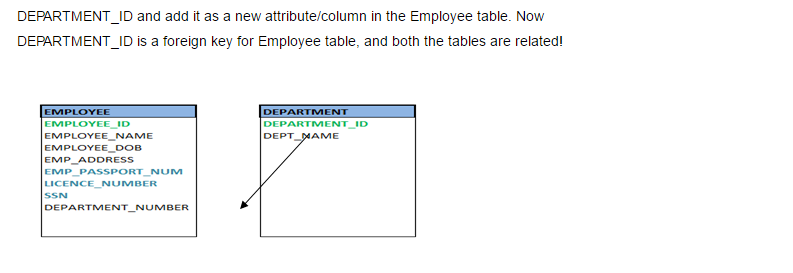 DEPARTMENT_ID and add it as a new attribute/column in the Employee table. Now
DEPARTMENT_ID is a foreign key for Employee table, and both the tables are related!
EMPLOYEE
EMPLOYEE_ID
EMPLOYEE_NAME
EMPLOYEE_DOB
EMP_ADDRESS
EMP_PASSPORT_NUM
LICENCE_NUMBER
SSN
DEPARTMENT_NUMBER
DEPARTMENT
DEPARTMENT_ID
DEPT_NAME